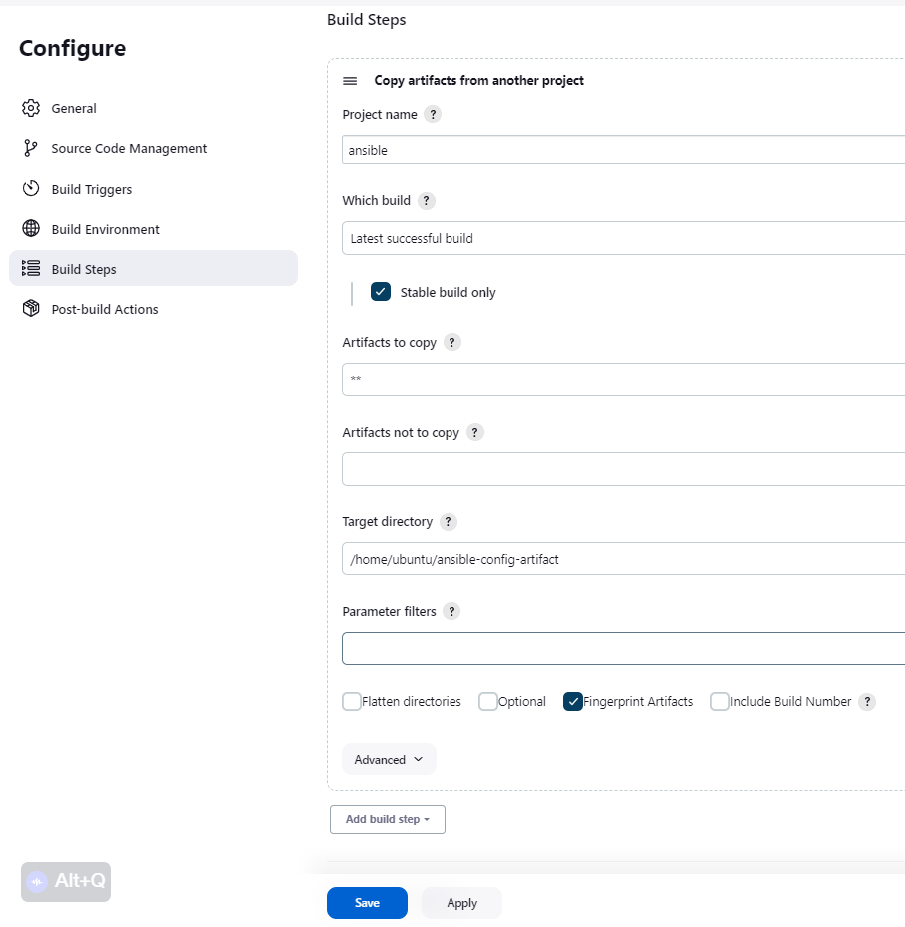 Build Steps
Configure
General
Source Code Management
Build Triggers
Build Environment
Build Steps
Post-build Actions
Copy artifacts from another project
Project name ?
ansible
Which build ?
Latest successful build
Stable build only
Artifacts to copy ?
**
Artifacts not to copy ?
Target directory ?
/home/ubuntu/ansible-config-artifact
Parameter filters ?
Flatten directories Optional Fingerprint Artifacts Include Build Number ?
Advanced
Add build step
Alt+Q
Save Apply